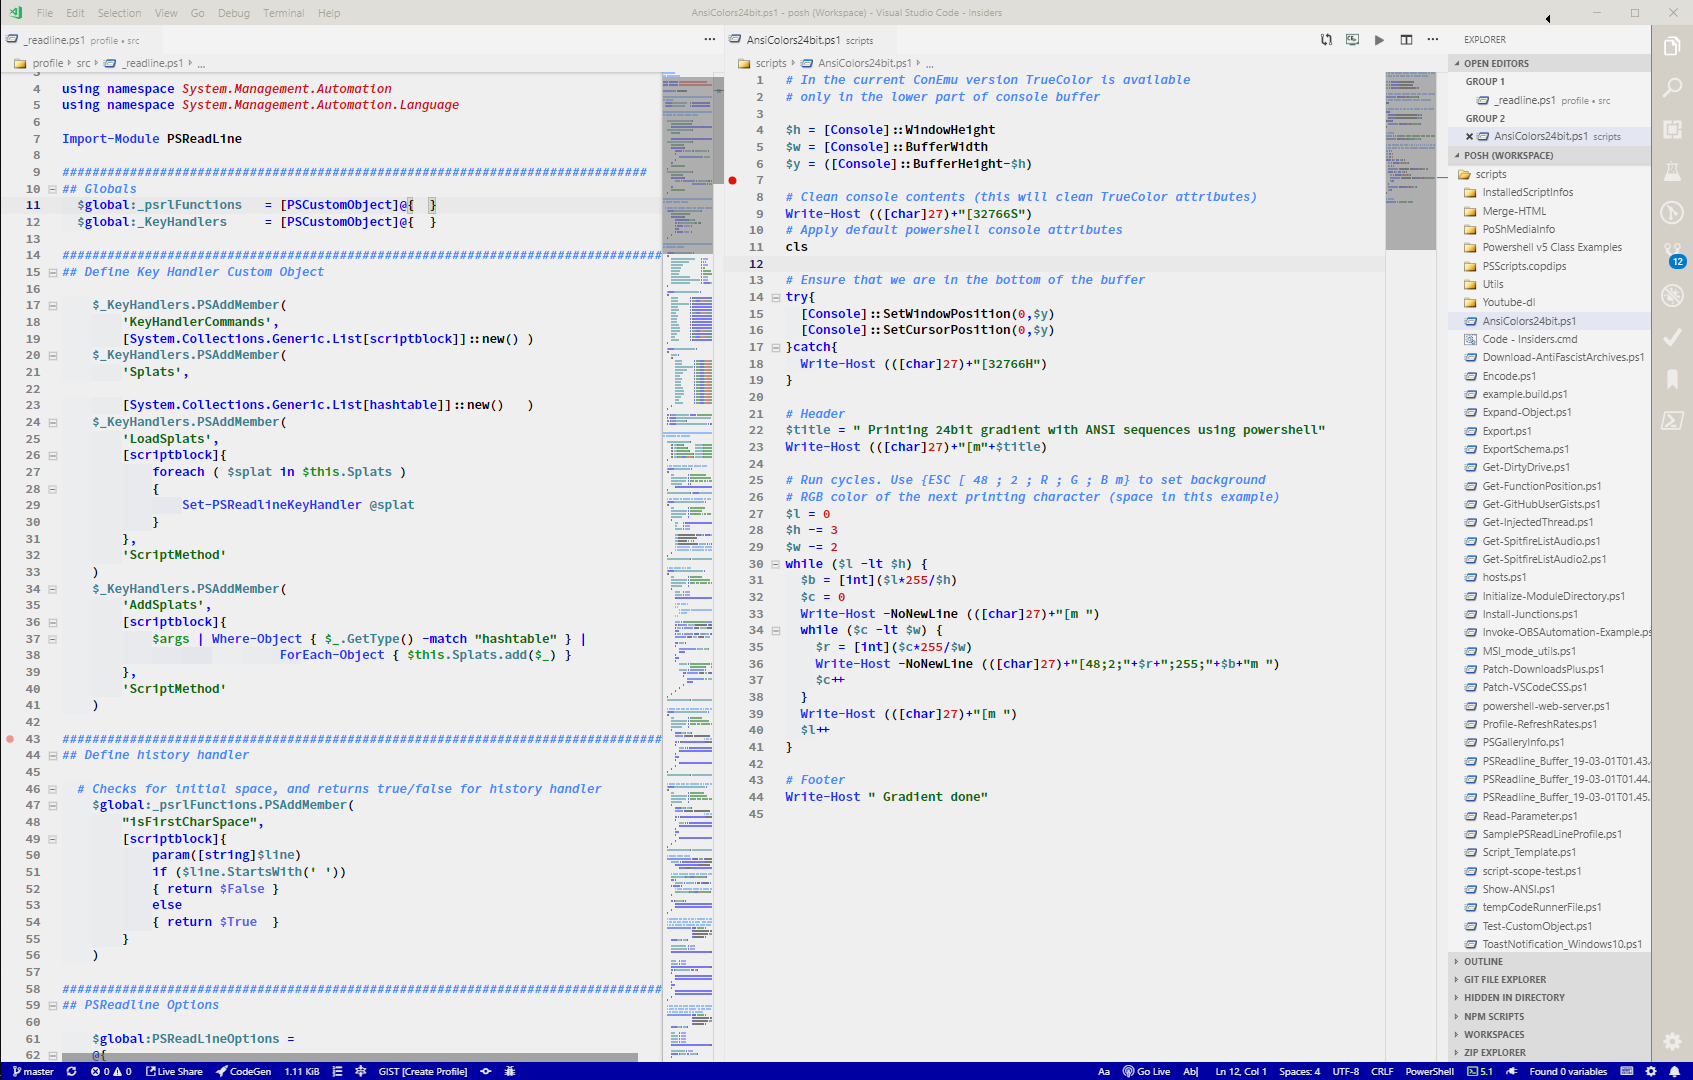 File Edit Selection View Go Debug Terminal Help
AnsiColors24bit.ps1 - posh (Workspace) - Visual Studio Code - Insiders
_readline.ps1 profile • src
profile › src › _readline.ps1 › ...
4 using namespace System.Management.Automation
5 using namespace System.Management.Automation.Language
6
7 Import-Module PSReadLine
8
9 ##############################################################################
10 ## Globals
11 $global:_psrlFunctions   = [PSCustomObject]@{  }
12 $global:_KeyHandlers     = [PSCustomObject]@{  }
13
14 ################################################################################
15 ## Define Key Handler Custom Object
16
17 $_KeyHandlers.PSAddMember(
18 'KeyHandlerCommands',
19 [System.Collections.Generic.List[scriptblock]]::new() )
20 $_KeyHandlers.PSAddMember(
21 'Splats',
22
23 [System.Collections.Generic.List[hashtable]]::new()   )
24 $_KeyHandlers.PSAddMember(
25 'LoadSplats',
26 [scriptblock]{
27 foreach ( $splat in $this.Splats )
28 {
29 Set-PSReadlineKeyHandler @splat
30 }
31 },
32 'ScriptMethod'
33 )
34 $_KeyHandlers.PSAddMember(
35 'AddSplats',
36 [scriptblock]{
37 $args | Where-Object { $_.GetType() -match "hashtable" } |
38 ForEach-Object { $this.Splats.add($_) }
39 },
40 'ScriptMethod'
41 )
42
43 ################################################################################
44 ## Define history handler
45
46 # Checks for initial space, and returns true/false for history handler
47 $global:_psrlFunctions.PSAddMember(
48 "isFirstCharSpace",
49 [scriptblock]{
50 param([string]$line)
51 if ($line.StartsWith(' '))
52 { return $False }
53 else
54 { return $True  }
55 }
56 )
57
58 ################################################################################
59 ## PSReadline Options
60
61 $global:PSReadLineOptions =
62 @{
AnsiColors24bit.ps1 scripts
scripts › AnsiColors24bit.ps1 › ...
1 # In the current ConEmu version TrueColor is available
2 # only in the lower part of console buffer
3
4 $h = [Console]::WindowHeight
5 $w = [Console]::BufferWidth
6 $y = ([Console]::BufferHeight-$h)
7
8 # Clean console contents (this will clean TrueColor attributes)
9 Write-Host (([char]27)+"[32766S")
10 # Apply default powershell console attributes
11 cls
12
13 # Ensure that we are in the bottom of the buffer
14 try{
15 [Console]::SetWindowPosition(0,$y)
16 [Console]::SetCursorPosition(0,$y)
17 }catch{
18 Write-Host (([char]27)+"[32766H")
19 }
20
21 # Header
22 $title = " Printing 24bit gradient with ANSI sequences using powershell"
23 Write-Host (([char]27)+"[m"+$title)
24
25 # Run cycles. Use {ESC [ 48 ; 2 ; R ; G ; B m} to set background
26 # RGB color of the next printing character (space in this example)
27 $l = 0
28 $h -= 3
29 $w -= 2
30 while ($l -lt $h) {
31 $b = [int]($l*255/$h)
32 $c = 0
33 Write-Host -NoNewLine (([char]27)+"[m ")
34 while ($c -lt $w) {
35 $r = [int]($c*255/$w)
36 Write-Host -NoNewLine (([char]27)+"[48;2;"+$r+";255;"+$b+"m ")
37 $c++
38 }
39 Write-Host (([char]27)+"[m ")
40 $l++
41 }
42
43 # Footer
44 Write-Host " Gradient done"
45
EXPLORER
OPEN EDITORS
GROUP 1
_readline.ps1 profile • src
GROUP 2
AnsiColors24bit.ps1 scripts
POSH (WORKSPACE)
scripts
InstalledScriptInfos
Merge-HTML
PoShMediaInfo
Powershell v5 Class Examples
PSScripts.copdips
Utils
Youtube-dl
AnsiColors24bit.ps1
Code - Insiders.cmd
Download-AntiFascistArchives.ps1
Encode.ps1
example.build.ps1
Expand-Object.ps1
Export.ps1
ExportSchema.ps1
Get-DirtyDrive.ps1
Get-FunctionPosition.ps1
Get-GitHubUserGists.ps1
Get-InjectedThread.ps1
Get-SpitfireListAudio.ps1
Get-SpitfireListAudio2.ps1
hosts.ps1
Initialize-ModuleDirectory.ps1
Install-Junctions.ps1
Invoke-OBSAutomation-Example.ps
MSI_mode_utils.ps1
Patch-DownloadsPlus.ps1
Patch-VSCodeCSS.ps1
powershell-web-server.ps1
Profile-RefreshRates.ps1
PSGalleryInfo.ps1
PSReadline_Buffer_19-03-01T01.43.
PSReadline_Buffer_19-03-01T01.44.
PSReadline_Buffer_19-03-01T01.45.
Read-Parameter.ps1
SamplePSReadLineProfile.ps1
Script_Template.ps1
script-scope-test.ps1
Show-ANSI.ps1
tempCodeRunnerFile.ps1
Test-CustomObject.ps1
ToastNotification_Windows10.ps1
OUTLINE
GIT FILE EXPLORER
HIDDEN IN DIRECTORY
NPM SCRIPTS
WORKSPACES
ZIP EXPLORER
12
master 0 0 Live Share CodeGen 1.11 KiB GIST [Create Profile] Aa Go Live Ab| Ln 12, Col 1 Spaces: 4 UTF-8 CRLF PowerShell 5.1 Found 0 variables